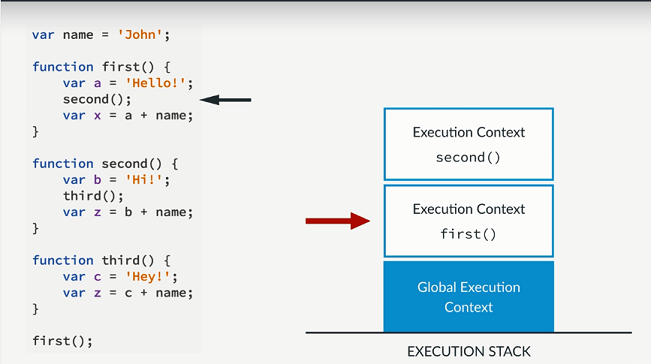 var name = 'John';
function first() {
    var a = 'Hello!';
    second();
    var x = a + name;
}
function second() {
    var b = 'Hi!';
    third();
    var z = b + name;
}
function third() {
    var c = 'Hey!';
    var z = c + name;
}
first();
Execution Context
second()
Execution Context
first()
Global Execution
Context
EXECUTION STACK